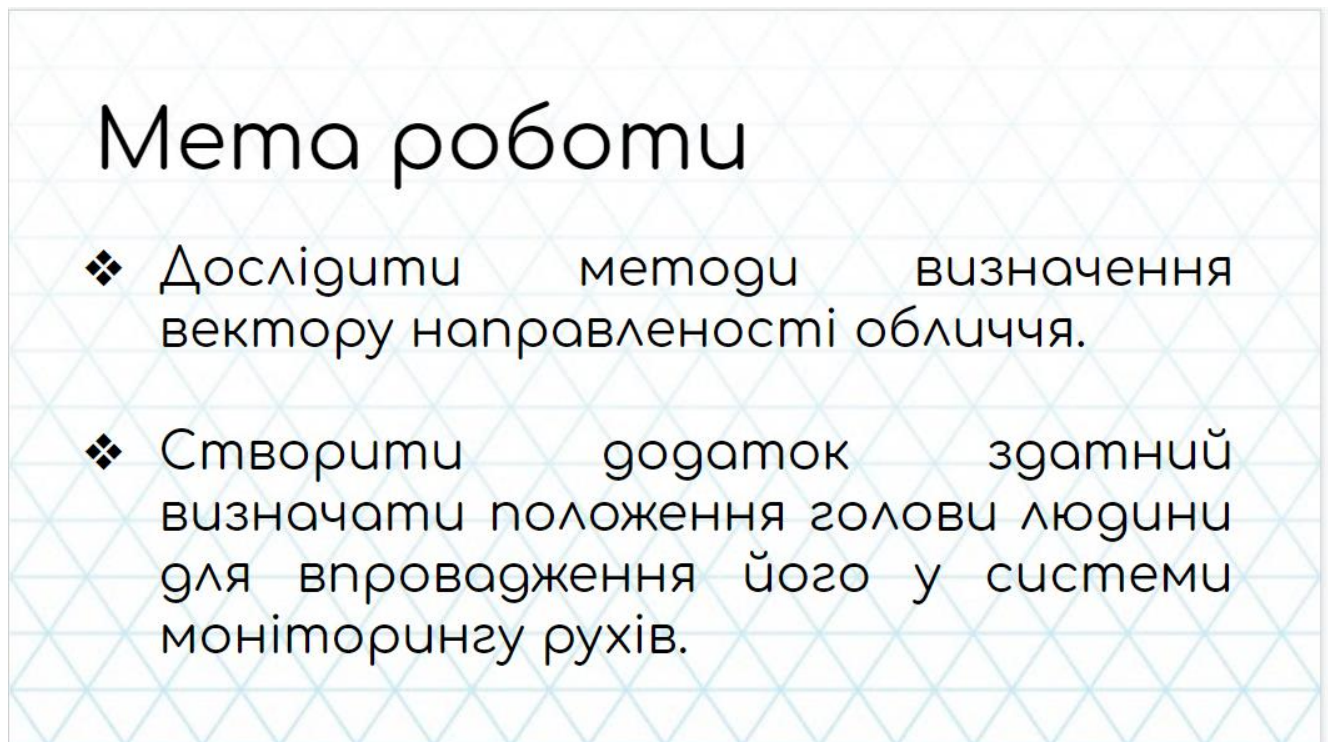 Мета роботи
❖ Дослідити методи визначення
вектору направлености обличчя.
❖ Створити додаток здатний
визначати положення голови людини
для впровадження його у системи
моніторингу рухів.